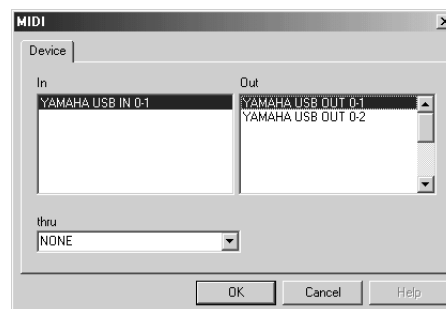 MIDI
Device
In
Out
YAMAHA USB IN 0-1
YAMAHA USB OUT 0-1
YAMAHA USB OUT 0-2
thru
NONE
OK
Cancel
Help